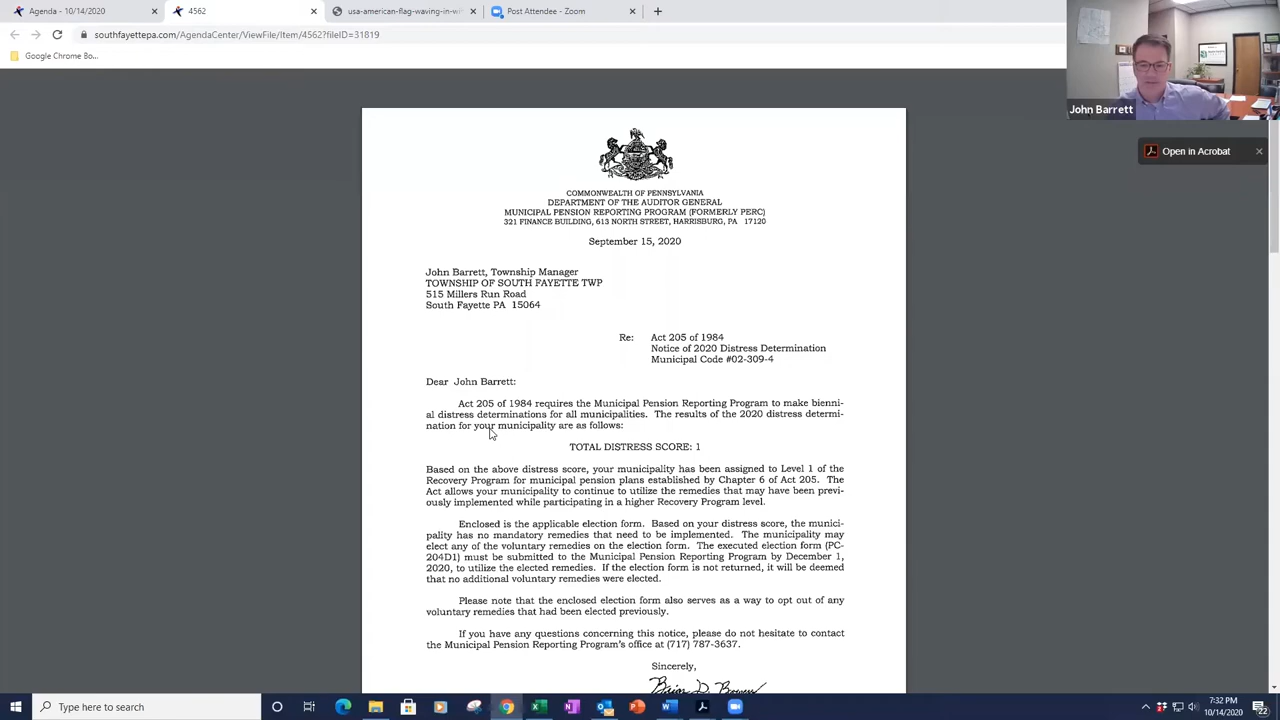 Agenda - 10/14/2020
4562
usa-american-flag-waving-in-wi
Post Attendee - Zoom
southfayettepa.org/AgendaCenter/ViewFile/Item/4562?fileID=31819
Google Chrome Bo...
John Barrett
Open in Acrobat
COMMONWEALTH OF PENNSYLVANIA
DEPARTMENT OF THE AUDITOR GENERAL
MUNICIPAL PENSION REPORTING PROGRAM (FORMERLY PERC)
321 FINANCE BUILDING, 613 NORTH STREET, HARRISBURG, PA 17120
September 15, 2020
John Barrett, Township Manager
TOWNSHIP OF SOUTH FAYETTE TWP
515 Millers Run Road
South Fayette PA 15064
Re: Act 205 of 1984
Notice of 2020 Distress Determination
Municipal Code #02-309-4
Dear John Barrett:
Act 205 of 1984 requires the Municipal Pension Reporting Program to make bienni-
al distress determinations for all municipalities. The results of the 2020 distress determi-
nation for your municipality are as follows:
TOTAL DISTRESS SCORE: 1
Based on the above distress score, your municipality has been assigned to Level 1 of the
Recovery Program for municipal pension plans established by Chapter 6 of Act 205. The
Act allows your municipality to continue to utilize the remedies that may have been previ-
ously implemented while participating in a higher Recovery Program level.
Enclosed is the applicable election form. Based on your distress score, the munici-
pality has no mandatory remedies that need to be implemented. The municipality may
elect any of the voluntary remedies on the election form. The executed election form (PC-
204D1) must be submitted to the Municipal Pension Reporting Program by December 1,
2020, to utilize the elected remedies. If the election form is not returned, it will be deemed
that no additional voluntary remedies were elected.
Please note that the enclosed election form also serves as a way to opt out of any
voluntary remedies that had been elected previously.
If you have any questions concerning this notice, please do not hesitate to contact
the Municipal Pension Reporting Program's office at (717) 787-3637.
Sincerely,
Type here to search
7:32 PM
10/14/2020
22